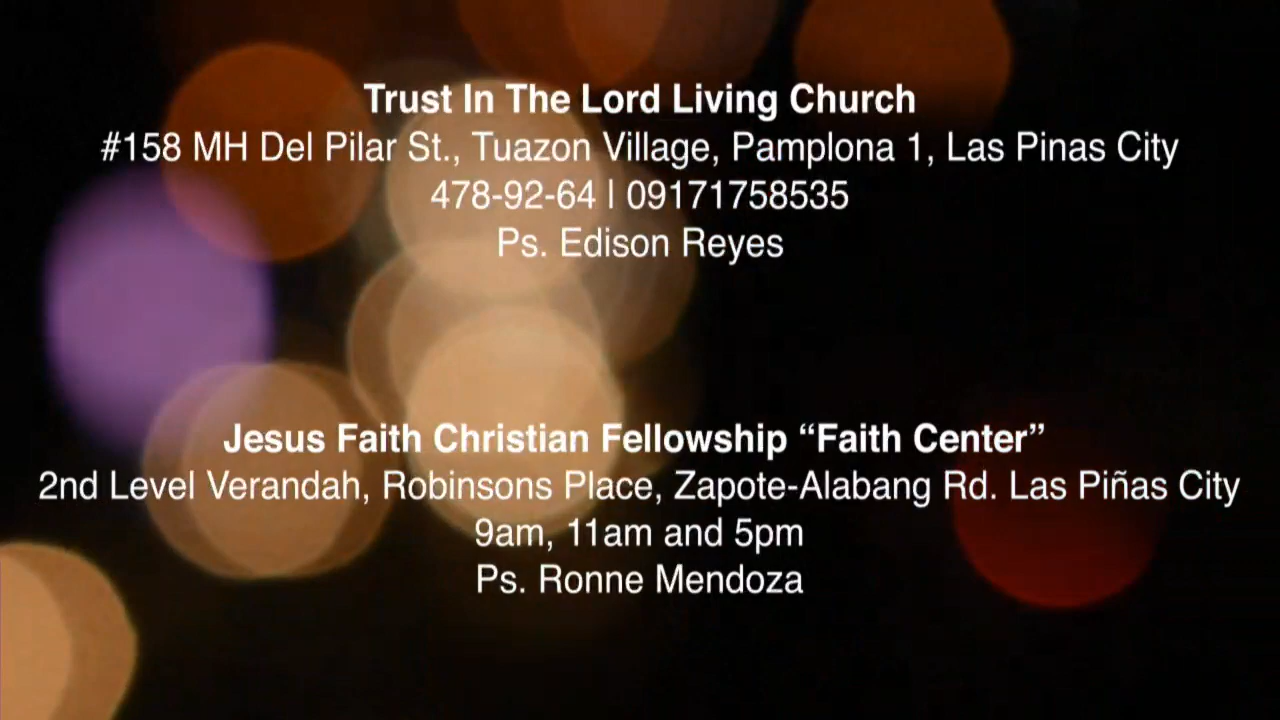 Trust In The Lord Living Church
#158 MH Del Pilar St., Tuazon Village, Pamplona 1, Las Pinas City
478-92-64 | 09171758535
Ps. Edison Reyes
Jesus Faith Christian Fellowship “Faith Center”
2nd Level Verandah, Robinsons Place, Zapote-Alabang Rd. Las Piñas City
9am, 11am and 5pm
Ps. Ronne Mendoza